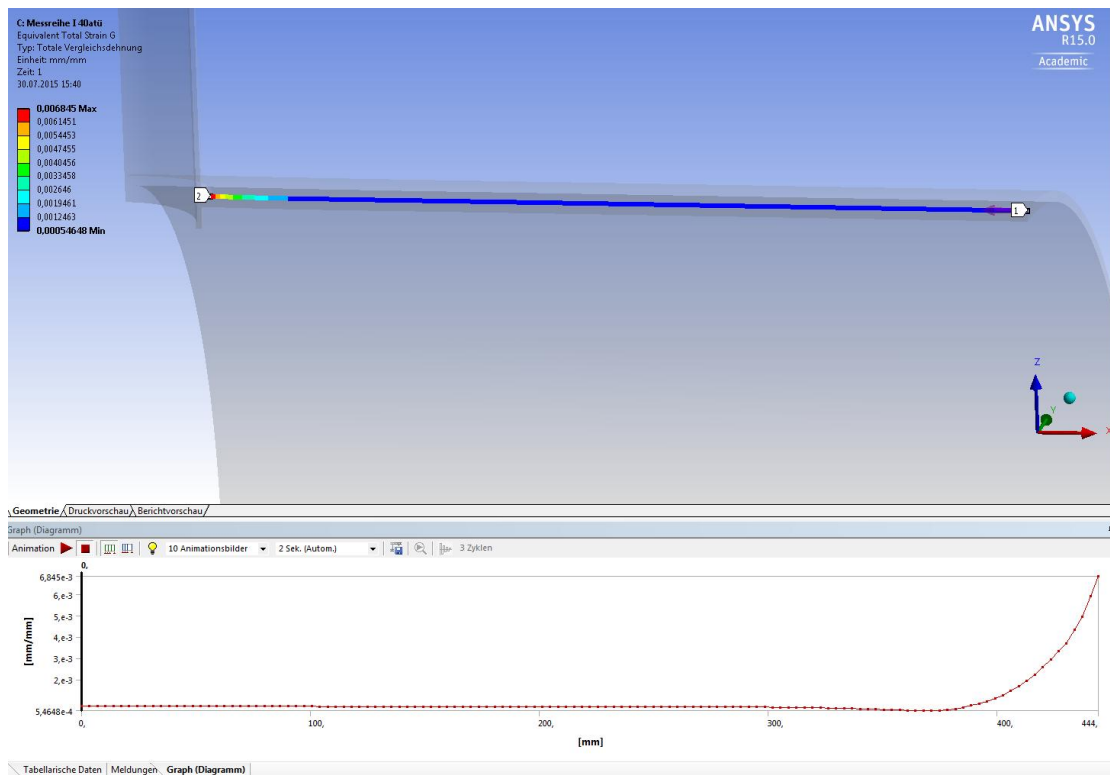 C: Messreihe I 40atü
Equivalent Total Strain G
Typ: Totale Vergleichsdehnung
Einheit: mm/mm
Zeit: 1
30.07.2015 15:40
0,006845 Max
0,0061451
0,0054453
0,0047455
0,0040456
0,0033458
0,002646
0,0019461
0,0012463
0,00054648 Min
ANSYS
R15.0
Academic
2
1
Z
Y
X
Geometrie Druckvorschau Berichtvorschau
Graph (Diagramm)
Animation 10 Animationsbilder 2 Sek. (Autom.) 3 Zyklen
0,
6,845e-3
6,e-3
5,e-3
4,e-3
3,e-3
2,e-3
5,4648e-4
[mm/mm]
0, 100, 200, 300, 400, 444,
[mm]
Tabellarische Daten Meldungen Graph (Diagramm)